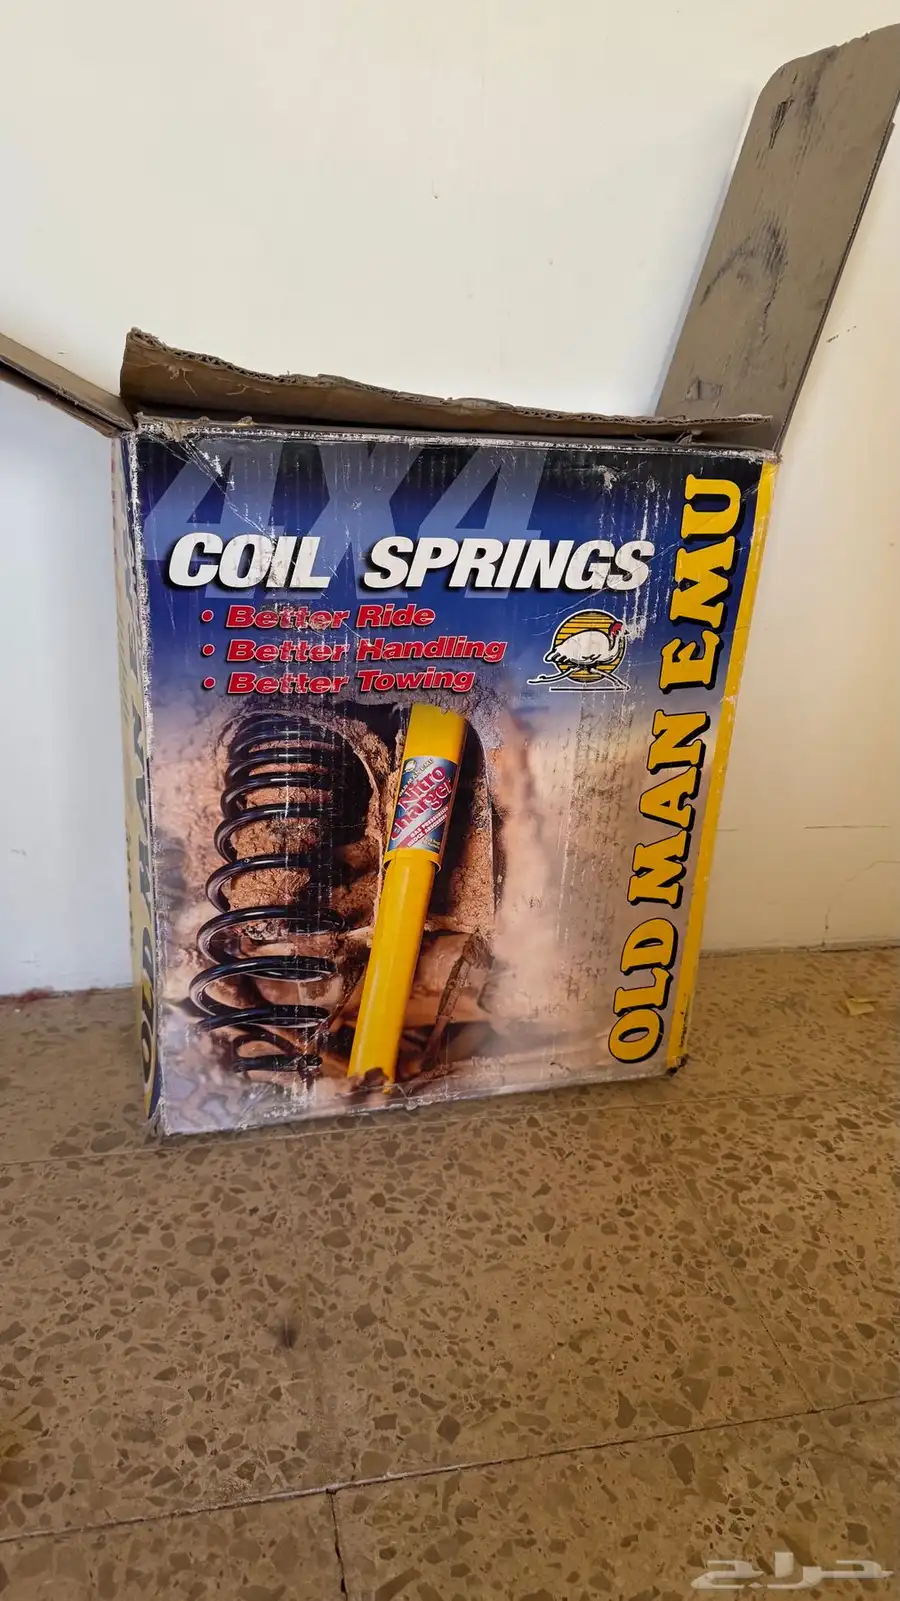 4X4
COIL SPRINGS
• Better Ride
• Better Handling
• Better Towing
OLD MAN EMU
Nitro
Charger
حراج